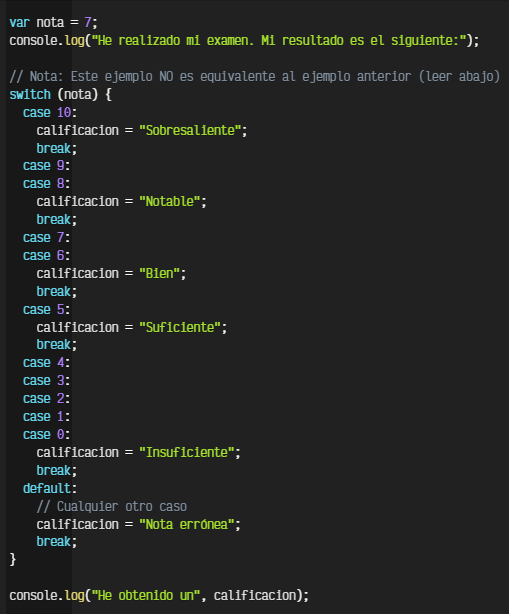 var nota = 7;
console.log("He realizado mi examen. Mi resultado es el siguiente:");

// Nota: Este ejemplo NO es equivalente al ejemplo anterior (leer abajo)
switch (nota) {
  case 10:
    calificacion = "Sobresaliente";
    break;
  case 9:
  case 8:
    calificacion = "Notable";
    break;
  case 7:
  case 6:
    calificacion = "Bien";
    break;
  case 5:
    calificacion = "Suficiente";
    break;
  case 4:
  case 3:
  case 2:
  case 1:
  case 0:
    calificacion = "Insuficiente";
    break;
  default:
    // Cualquier otro caso
    calificacion = "Nota errónea";
    break;
}

console.log("He obtenido un", calificacion);